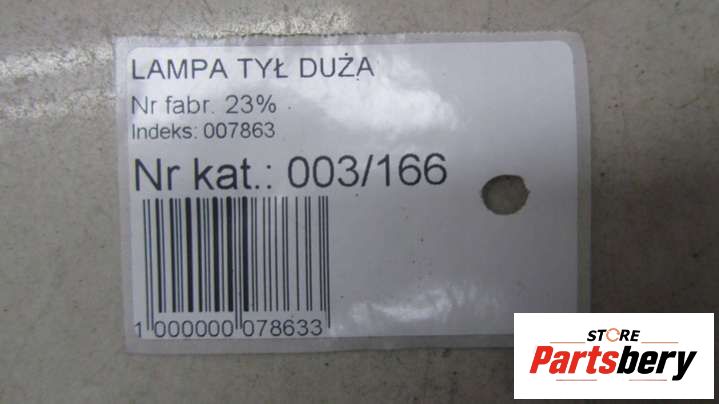 LAMPA TYŁ DUŻA
Nr fabr. 23%
Indeks: 007863
Nr kat.: 003/166
1 000000 078633
STORE
Partsbery